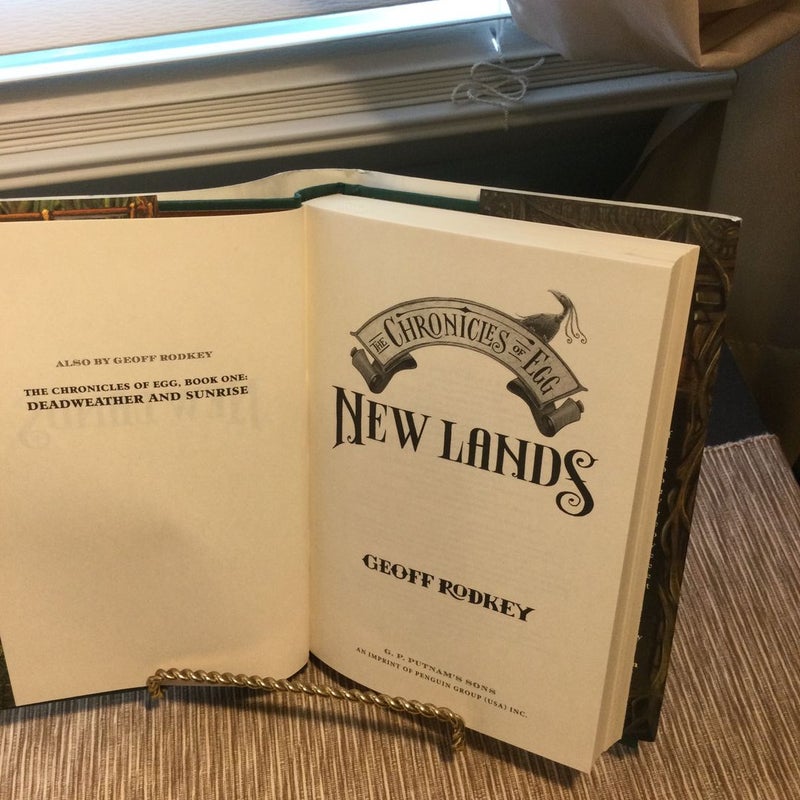 ALSO BY GEOFF RODKEY
THE CHRONICLES OF EGG, BOOK ONE:
DEADWEATHER AND SUNRISE
THE CHRONICLES OF EGG
NEW LANDS
GEOFF RODKEY
G. P. PUTNAM'S SONS
AN IMPRINT OF PENGUIN GROUP (USA) INC.